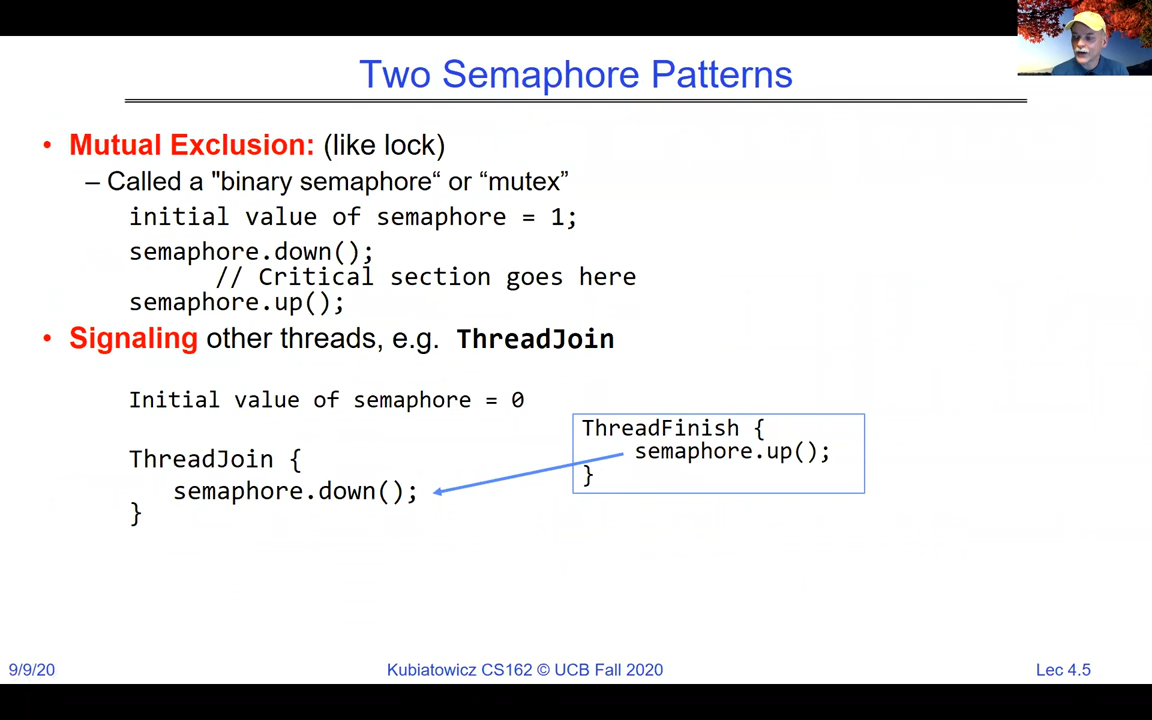 Two Semaphore Patterns
• Mutual Exclusion: (like lock)
– Called a "binary semaphore“ or “mutex”
initial value of semaphore = 1;
semaphore.down();
// Critical section goes here
semaphore.up();
• Signaling other threads, e.g. ThreadJoin
Initial value of semaphore = 0
ThreadJoin {
semaphore.down();
}
ThreadFinish {
semaphore.up();
}
9/9/20
Kubiatowicz CS162 © UCB Fall 2020
Lec 4.5